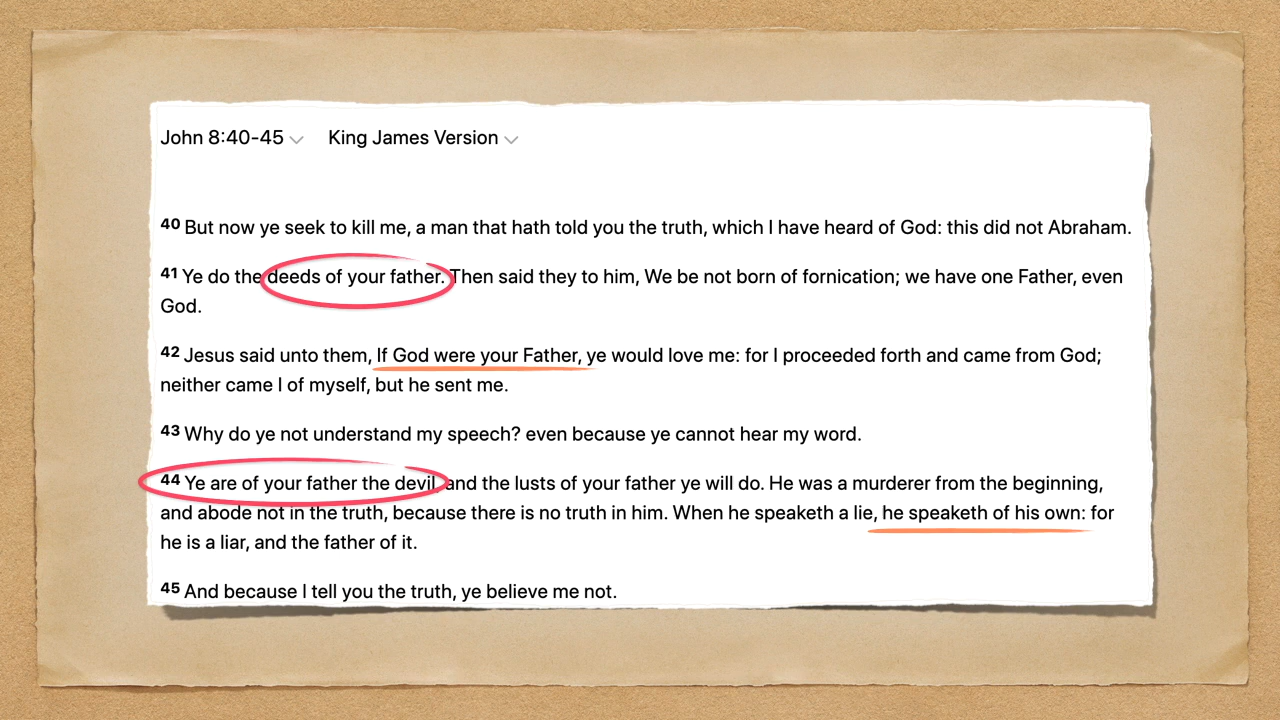 John 8:40-45 King James Version
40 But now ye seek to kill me, a man that hath told you the truth, which I have heard of God: this did not Abraham.
41 Ye do the deeds of your father. Then said they to him, We be not born of fornication; we have one Father, even
God.
42 Jesus said unto them, If God were your Father, ye would love me: for I proceeded forth and came from God;
neither came I of myself, but he sent me.
43 Why do ye not understand my speech? even because ye cannot hear my word.
44 Ye are of your father the devil, and the lusts of your father ye will do. He was a murderer from the beginning,
and abode not in the truth, because there is no truth in him. When he speaketh a lie, he speaketh of his own: for
he is a liar, and the father of it.
45 And because I tell you the truth, ye believe me not.